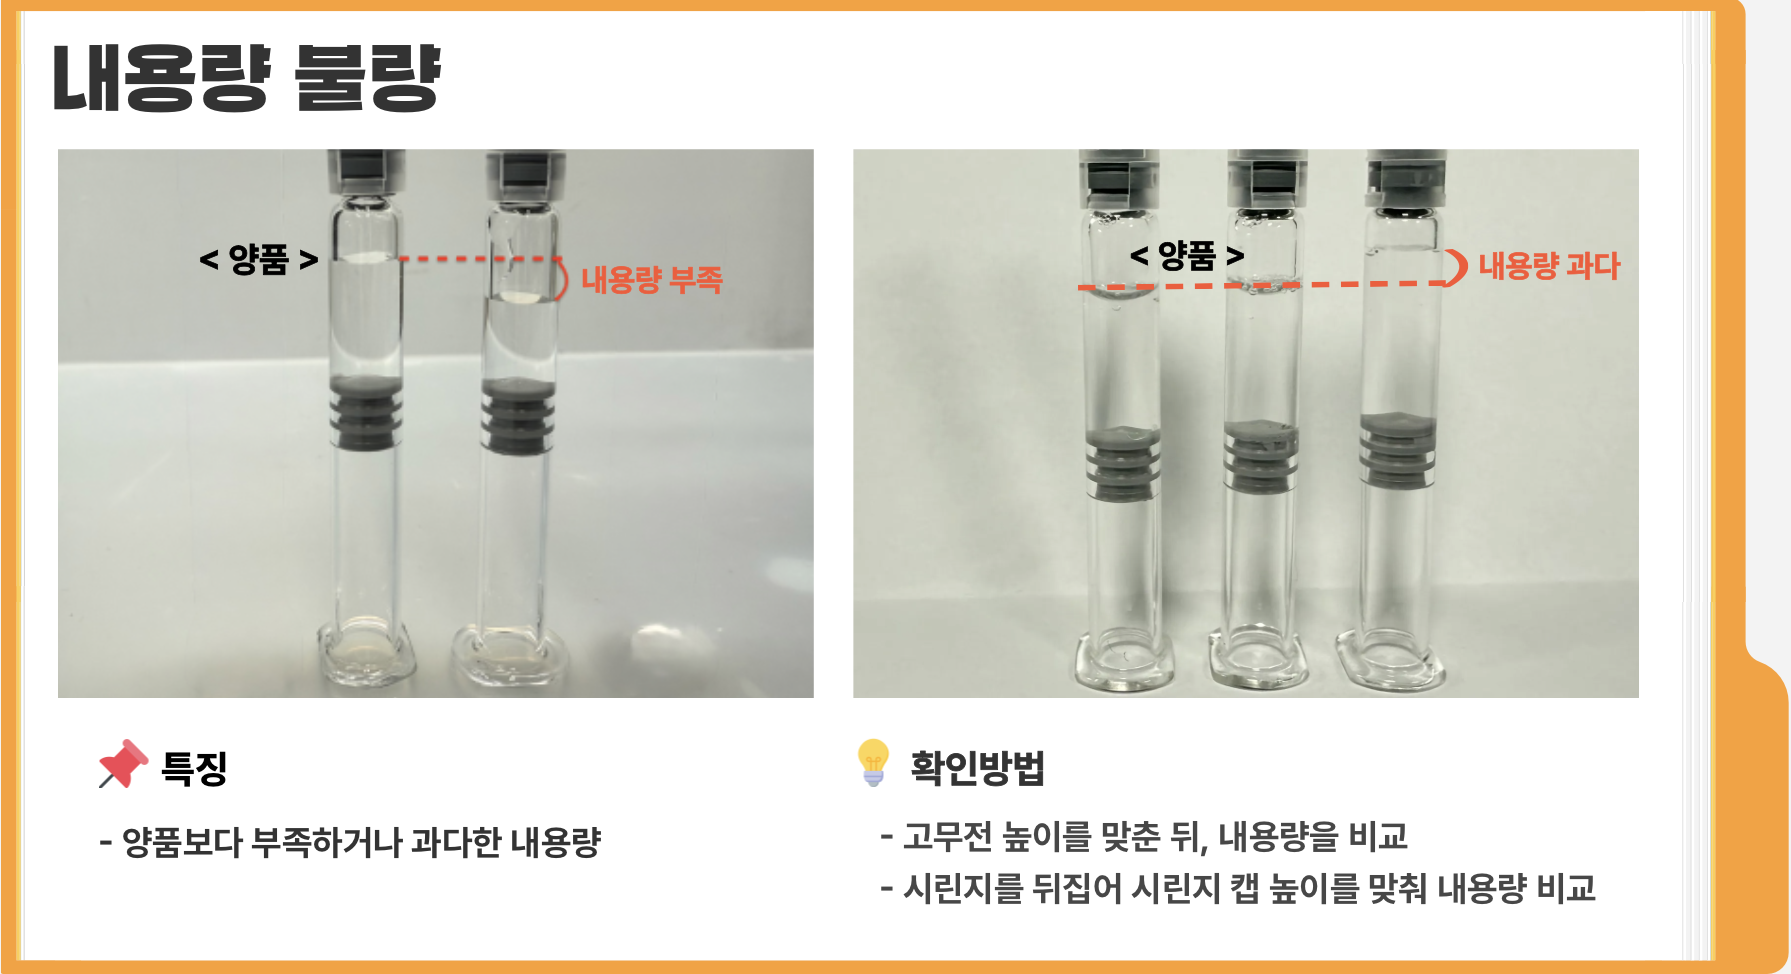 내용량 불량
< 양품 >
내용량 부족
< 양품 >
내용량 과다
특징
- 양품보다 부족하거나 과다한 내용량
확인방법
- 고무전 높이를 맞춘 뒤, 내용량을 비교
- 시린지를 뒤집어 시린지 캡 높이를 맞춰 내용량 비교